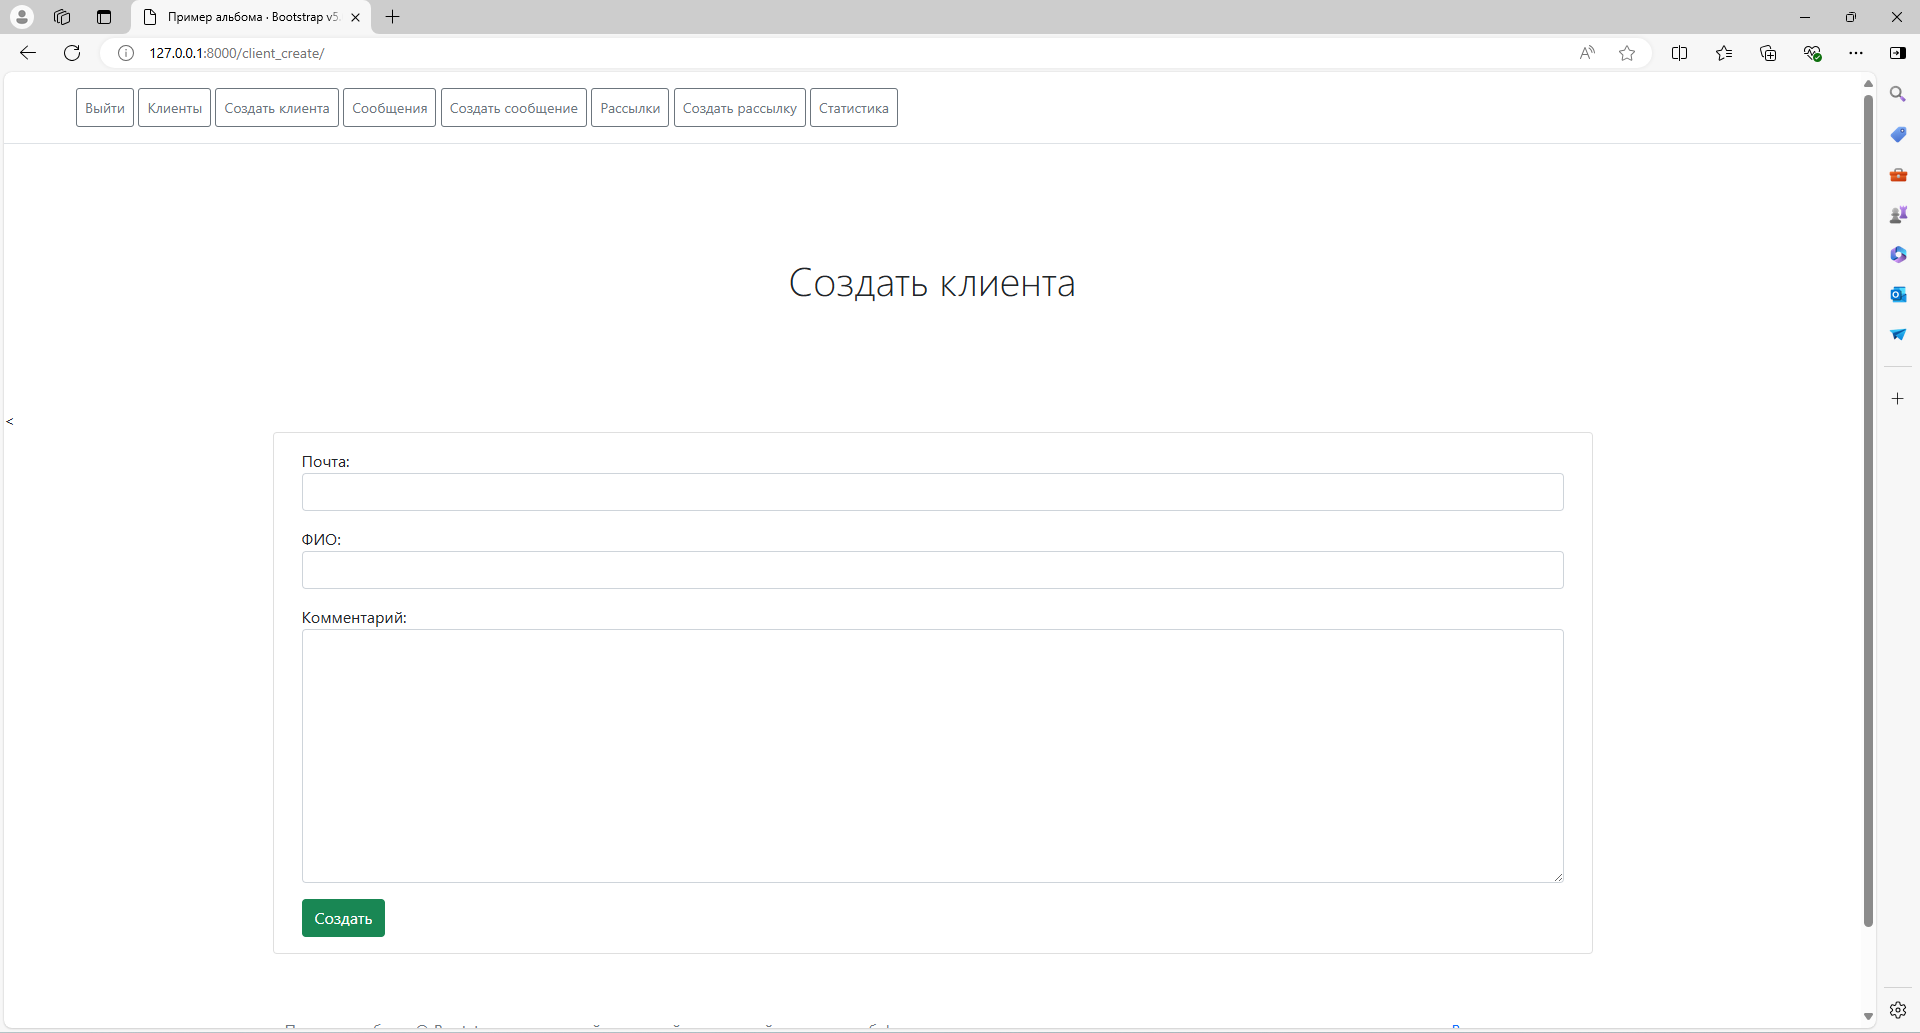 Пример альбома · Bootstrap v5.
127.0.0.1:8000/client_create/
Выйти Клиенты Создать клиента Сообщения Создать сообщение Рассылки Создать рассылку Статистика
Создать клиента
<
Почта:
ФИО:
Комментарий:
Создать